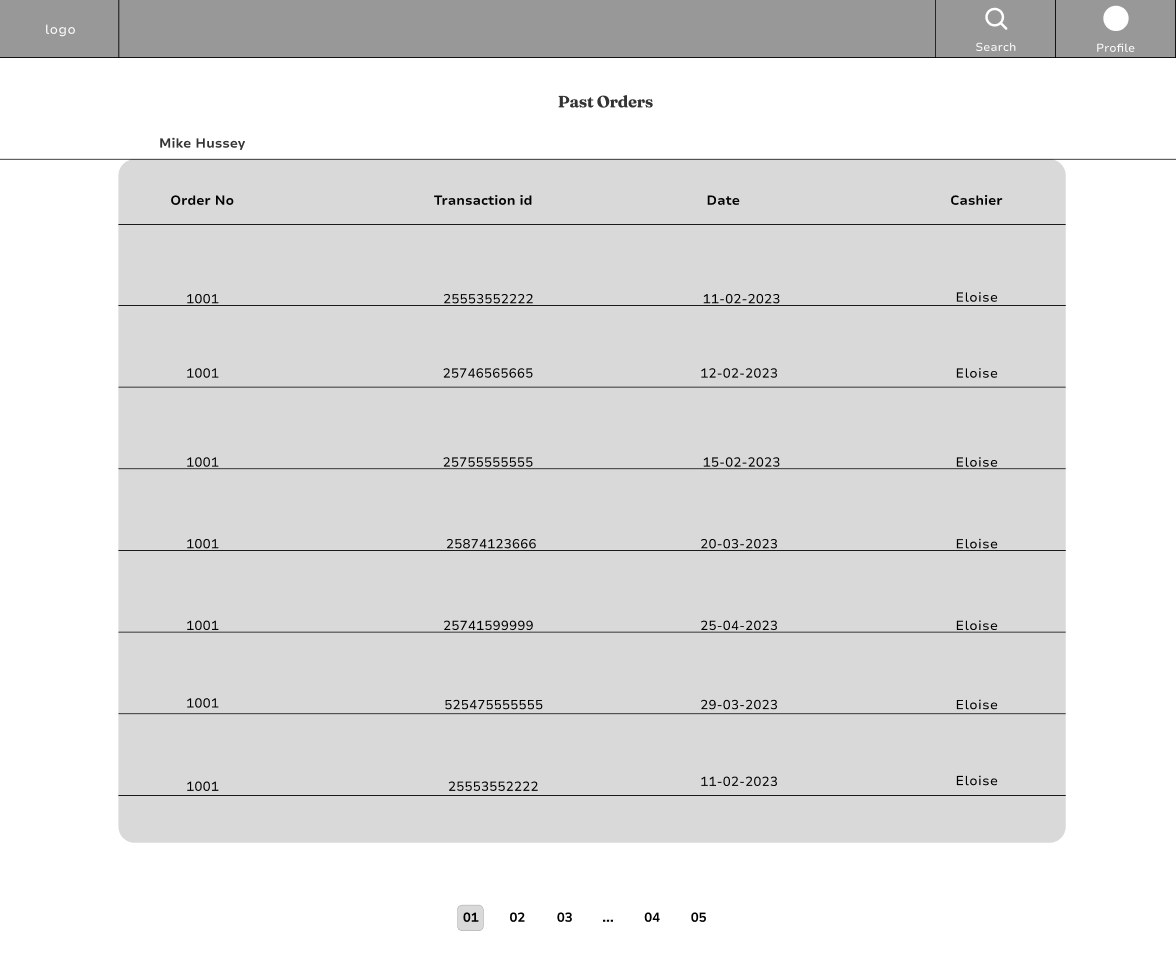 logo
Search
Profile
Past Orders
Mike Hussey
Order No Transaction id Date Cashier
1001 25553552222 11-02-2023 Eloise
1001 25746565665 12-02-2023 Eloise
1001 25755555555 15-02-2023 Eloise
1001 25874123666 20-03-2023 Eloise
1001 25741599999 25-04-2023 Eloise
1001 525475555555 29-03-2023 Eloise
1001 25553552222 11-02-2023 Eloise
01 02 03 ... 04 05